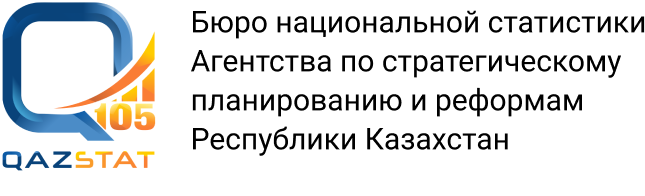 Бюро национальной статистики
Агентства по стратегическому
планированию и реформам
Республики Казахстан
105
QAZSTAT